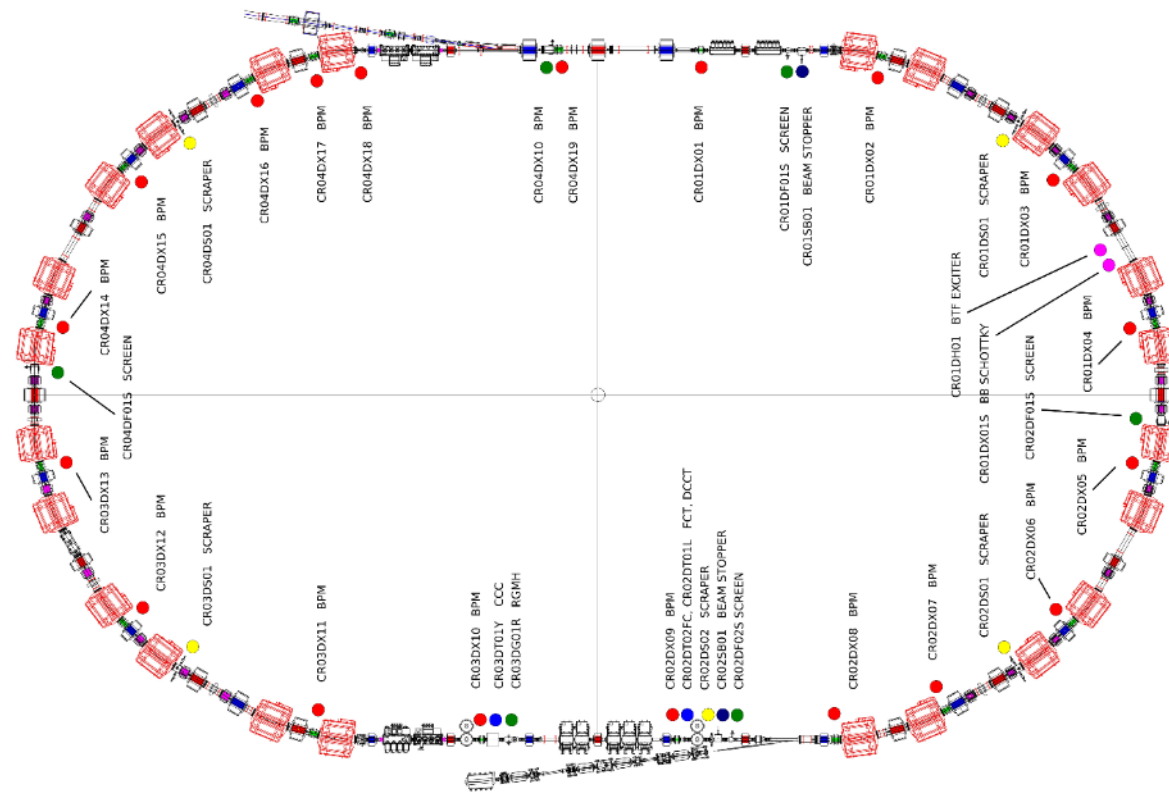 CR04DX16 BPM
CR04DX17 BPM
CR04DX18 BPM
CR04DX10 BPM
CR04DX19 BPM
CR01DX01 BPM
CR01DF01S SCREEN
CR01SB01 BEAM STOPPER
CR01DX02 BPM
CR01DS01 SCRAPER
CR01DX03 BPM
CR04DX15 BPM
CR04DS01 SCRAPER
CR04DX14 BPM
CR04DF01S SCREEN
CR01DH01 BTF EXCITER
CR01DX01S BB SCHOTTKY
CR02DF01S SCREEN
CR01DX04 BPM
CR03DX13 BPM
CR03DX12 BPM
CR03DS01 SCRAPER
CR03DX11 BPM
CR03DX10 BPM
CR03DT01Y CCC
CR03DG01R RGMH
CR02DX09 BPM
CR02DT02FC, CR02DT01L FCT, DCCT
CR02DS02 SCRAPER
CR02SB01 BEAM STOPPER
CR02DF02S SCREEN
CR02DX08 BPM
CR02DX07 BPM
CR02DS01 SCRAPER
CR02DX06 BPM
CR02DX05 BPM